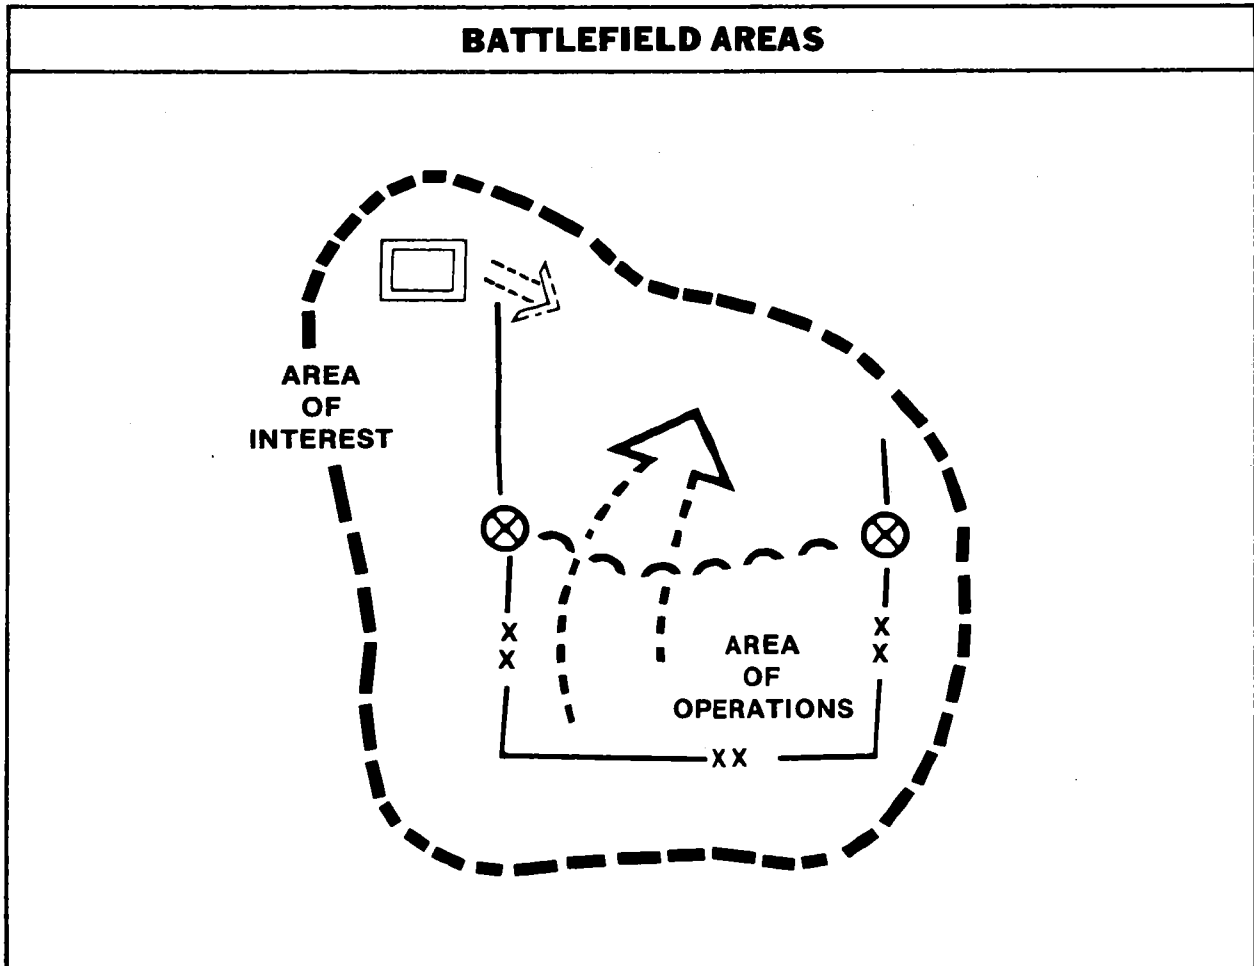 BATTLEFIELD AREAS
AREA
OF
INTEREST
X
X
X
X
AREA
OF
OPERATIONS
XX